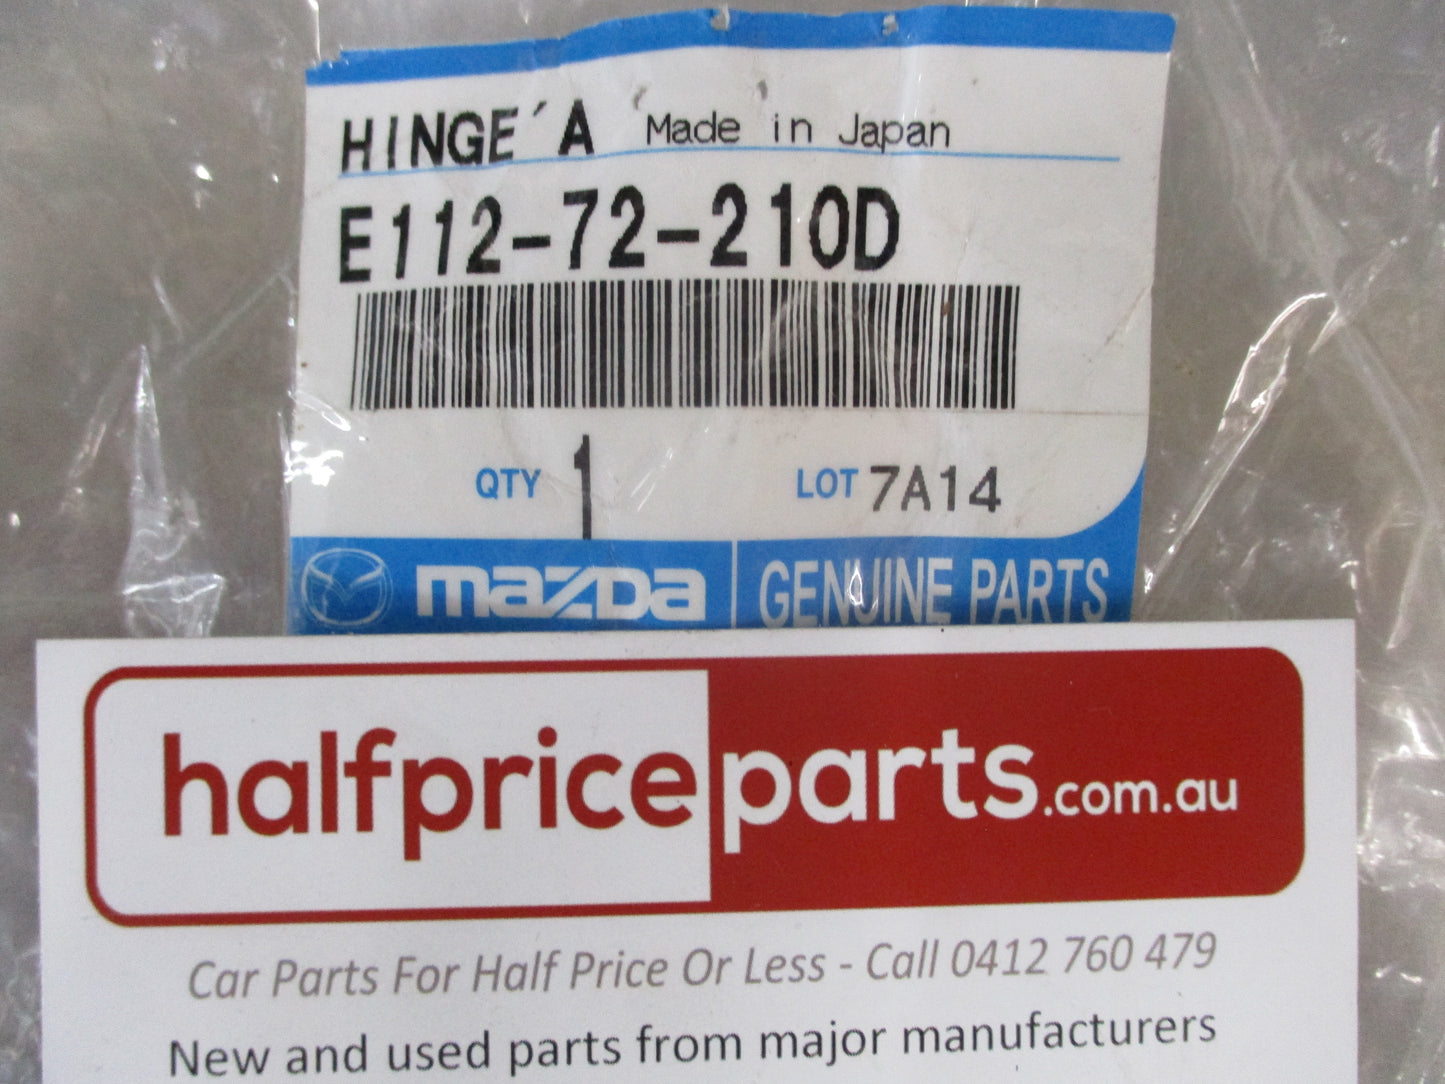 HINGE´A Made in Japan
E112-72-210D
QTY 1 LOT 7A14
mazda GENUINE PARTS
halfpriceparts.com.au
Car Parts For Half Price Or Less - Call 0412 760 479
New and used parts from major manufacturers